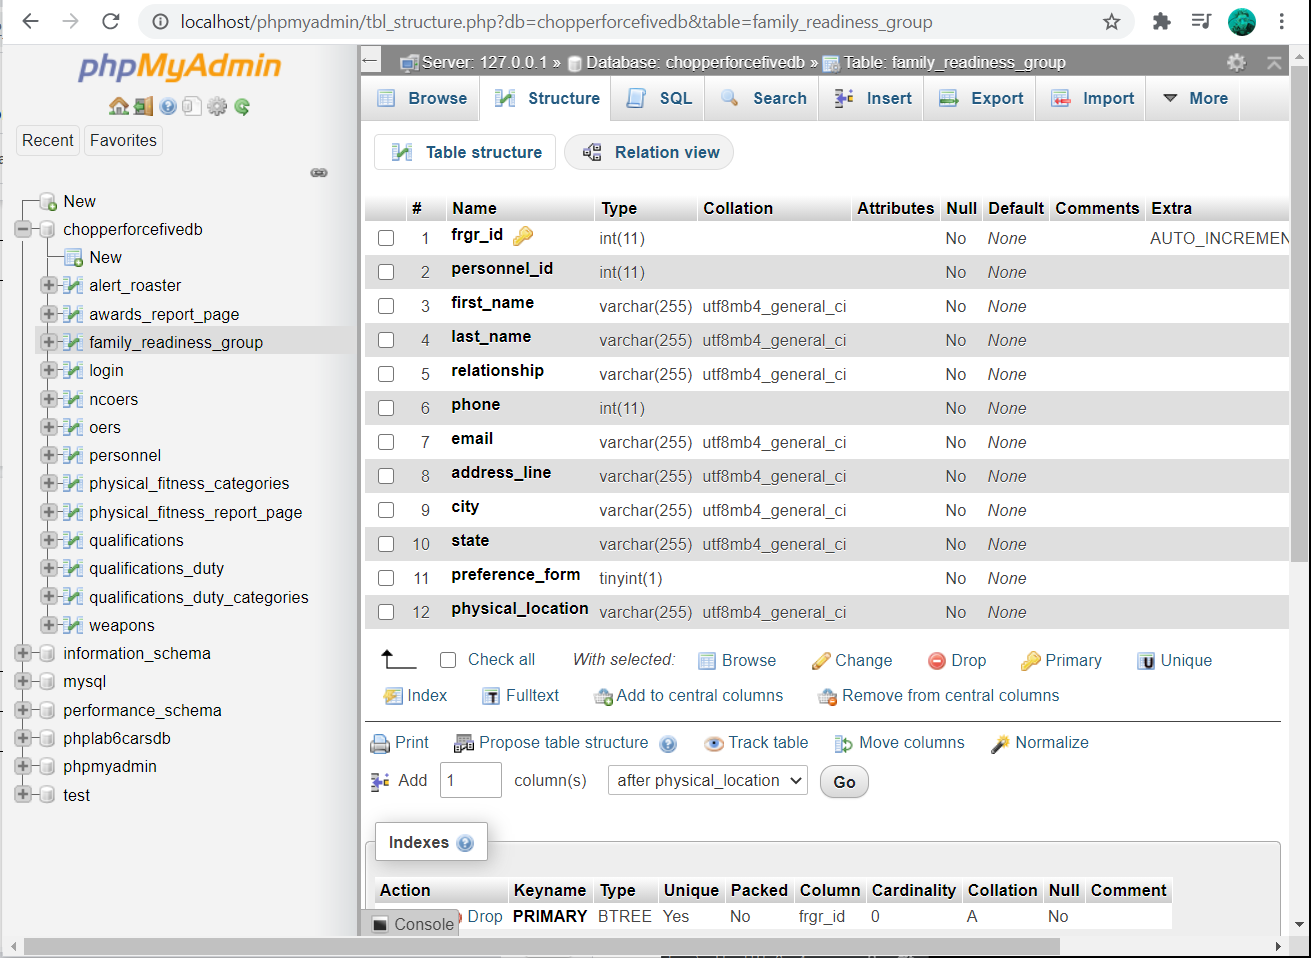 localhost/phpmyadmin/tbl_structure.php?db=chopperforcefivedb&table=family_readiness_group
phpMyAdmin
Recent Favorites
New
chopperforcefivedb
New
alert_roaster
awards_report_page
family_readiness_group
login
ncoers
oers
personnel
physical_fitness_categories
physical_fitness_report_page
qualifications
qualifications_duty
qualifications_duty_categories
weapons
information_schema
mysql
performance_schema
phplab6carsdb
phpmyadmin
test
Server: 127.0.0.1 » Database: chopperforcefivedb » Table: family_readiness_group
Browse Structure SQL Search Insert Export Import More
Table structure Relation view
# Name Type Collation Attributes Null Default Comments Extra
1 frgr_id int(11) No None AUTO_INCREMEN
2 personnel_id int(11) No None
3 first_name varchar(255) utf8mb4_general_ci No None
4 last_name varchar(255) utf8mb4_general_ci No None
5 relationship varchar(255) utf8mb4_general_ci No None
6 phone int(11) No None
7 email varchar(255) utf8mb4_general_ci No None
8 address_line varchar(255) utf8mb4_general_ci No None
9 city varchar(255) utf8mb4_general_ci No None
10 state varchar(255) utf8mb4_general_ci No None
11 preference_form tinyint(1) No None
12 physical_location varchar(255) utf8mb4_general_ci No None
Check all With selected: Browse Change Drop Primary Unique
Index Fulltext Add to central columns Remove from central columns
Print Propose table structure Track table Move columns Normalize
Add 1 column(s) after physical_location Go
Indexes
Action Keyname Type Unique Packed Column Cardinality Collation Null Comment
Drop PRIMARY BTREE Yes No frgr_id 0 A No
Console